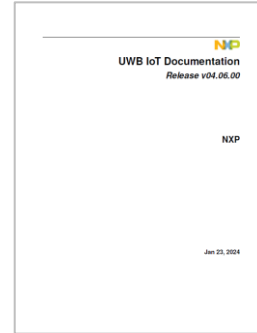 NXP
UWB IoT Documentation
Release v04.06.00
NXP
Jan 23, 2024